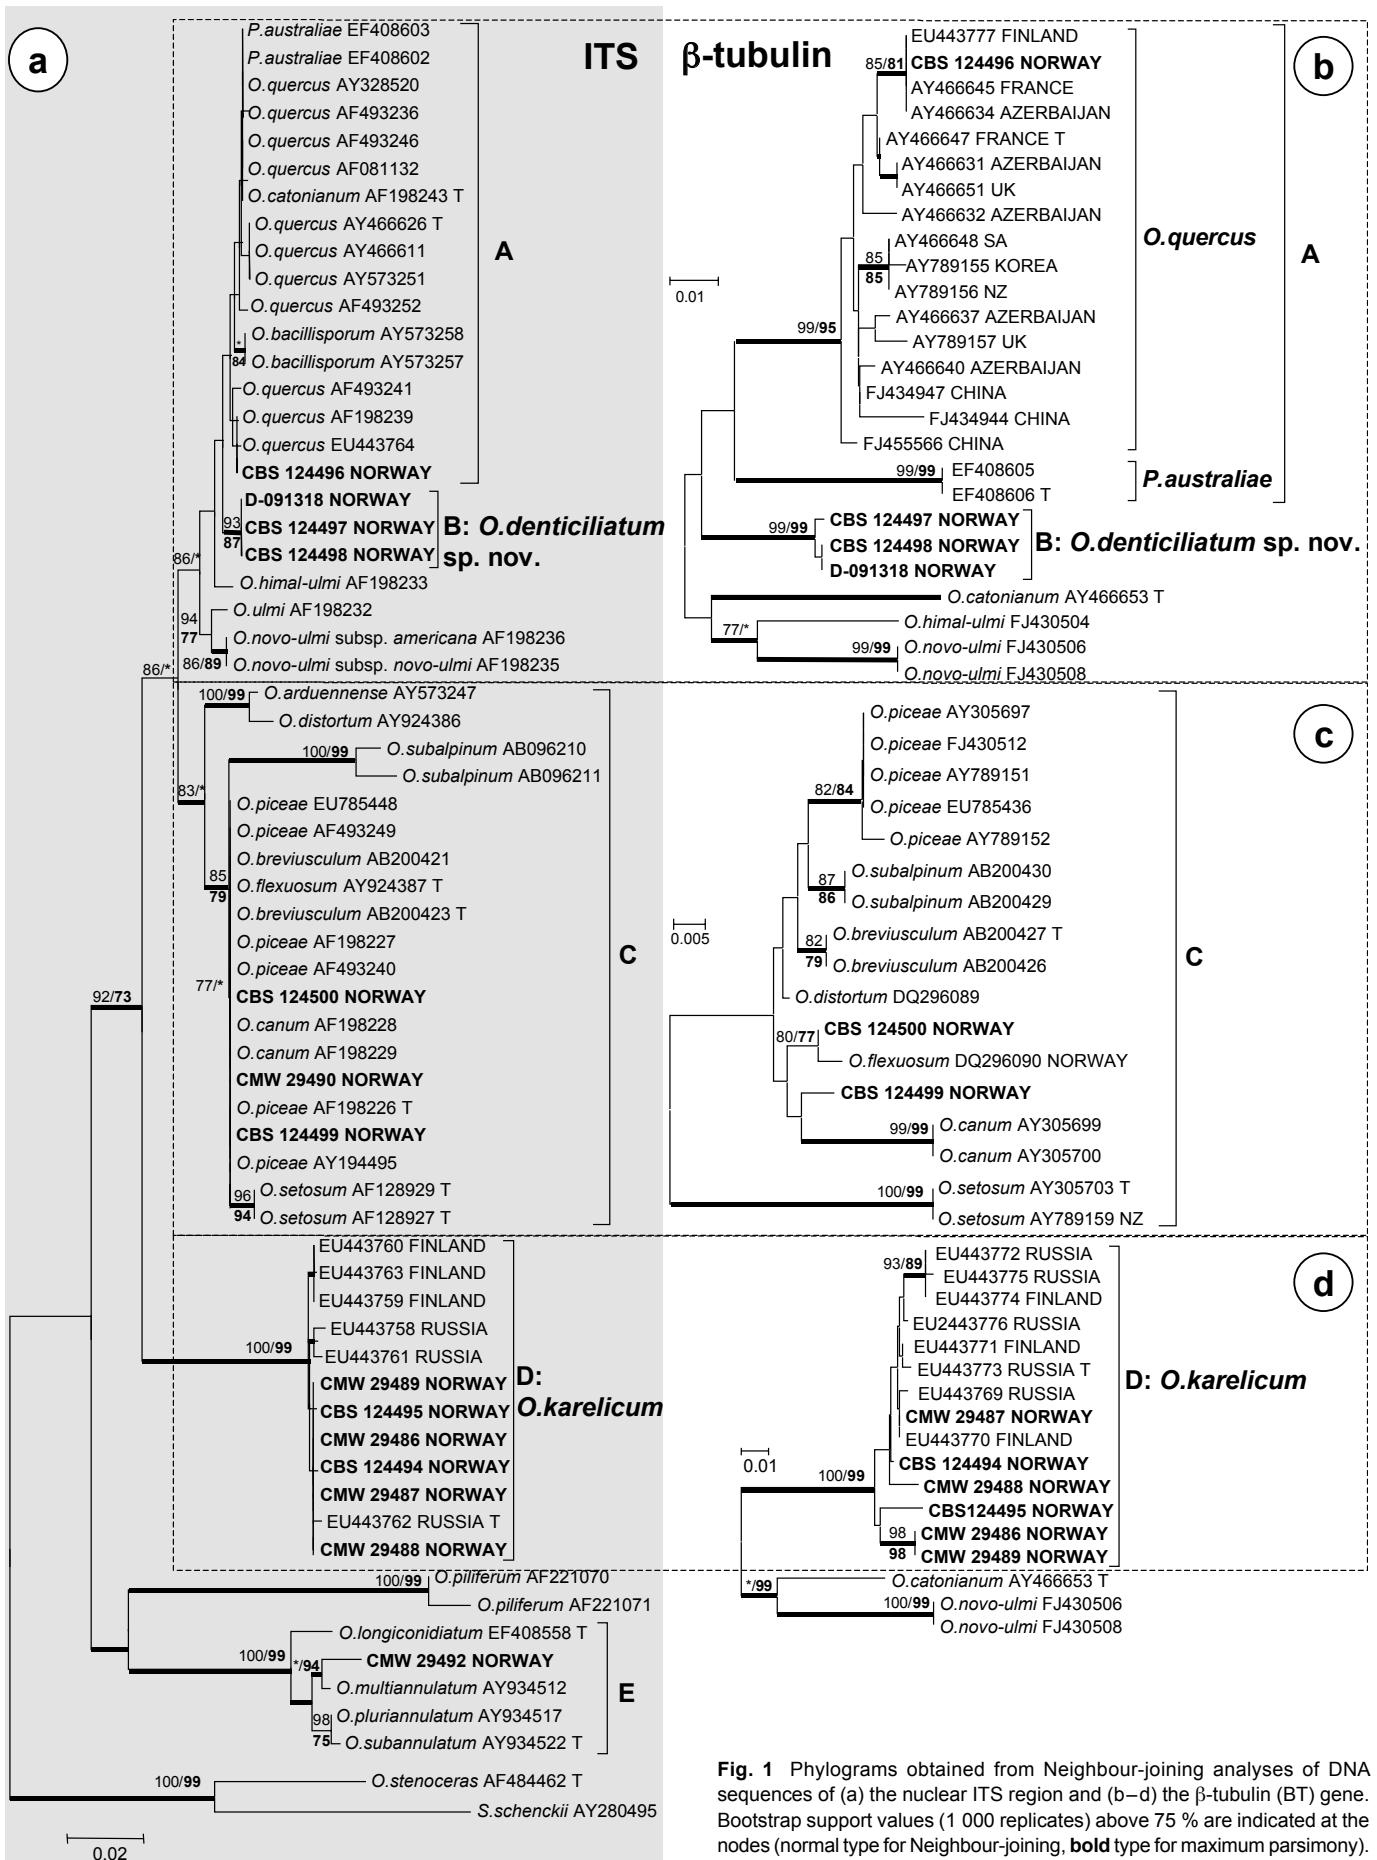 a
ITS
P.australiae EF408603
P.australiae EF408602
O.quercus AY328520
O.quercus AF493236
O.quercus AF493246
O.quercus AF081132
O.catonianum AF198243 T
O.quercus AY466626 T
O.quercus AY466611
O.quercus AY573251
O.quercus AF493252
*
84
O.bacillisporum AY573258
O.bacillisporum AY573257
O.quercus AF493241
O.quercus AF198239
O.quercus EU443764
CBS 124496 NORWAY
A
D-091318 NORWAY
93
87
CBS 124497 NORWAY
CBS 124498 NORWAY
B: O.denticiliatum
sp. nov.
86/*
O.himal-ulmi AF198233
O.ulmi AF198232
94
77
O.novo-ulmi subsp. americana AF198236
86/89
O.novo-ulmi subsp. novo-ulmi AF198235
86/*
100/99
O.arduennense AY573247
O.distortum AY924386
100/99
O.subalpinum AB096210
O.subalpinum AB096211
83/*
O.piceae EU785448
O.piceae AF493249
O.breviusculum AB200421
85
79
O.flexuosum AY924387 T
O.breviusculum AB200423 T
O.piceae AF198227
O.piceae AF493240
C
77/*
CBS 124500 NORWAY
92/73
O.canum AF198228
O.canum AF198229
CMW 29490 NORWAY
O.piceae AF198226 T
CBS 124499 NORWAY
O.piceae AY194495
96
94
O.setosum AF128929 T
O.setosum AF128927 T
EU443760 FINLAND
EU443763 FINLAND
EU443759 FINLAND
EU443758 RUSSIA
100/99
EU443761 RUSSIA
CMW 29489 NORWAY
CBS 124495 NORWAY
CMW 29486 NORWAY
CBS 124494 NORWAY
CMW 29487 NORWAY
EU443762 RUSSIA T
CMW 29488 NORWAY
D:
O.karelicum
100/99
O.piliferum AF221070
O.piliferum AF221071
O.longiconidiatum EF408558 T
100/99
*/94
CMW 29492 NORWAY
O.multiannulatum AY934512
98
75
O.pluriannulatum AY934517
O.subannulatum AY934522 T
E
100/99
O.stenoceras AF484462 T
S.schenckii AY280495
0.02
β-tubulin
b
EU443777 FINLAND
85/81
CBS 124496 NORWAY
AY466645 FRANCE
AY466634 AZERBAIJAN
AY466647 FRANCE T
AY466631 AZERBAIJAN
AY466651 UK
AY466632 AZERBAIJAN
O.quercus
A
AY466648 SA
85
85
AY789155 KOREA
AY789156 NZ
0.01
AY466637 AZERBAIJAN
99/95
AY789157 UK
AY466640 AZERBAIJAN
FJ434947 CHINA
FJ434944 CHINA
FJ455566 CHINA
99/99
EF408605
EF408606 T
P.australiae
CBS 124497 NORWAY
99/99
CBS 124498 NORWAY
D-091318 NORWAY
B: O.denticiliatum sp. nov.
O.catonianum AY466653 T
77/*
O.himal-ulmi FJ430504
99/99
O.novo-ulmi FJ430506
O.novo-ulmi FJ430508
c
O.piceae AY305697
O.piceae FJ430512
O.piceae AY789151
82/84
O.piceae EU785436
O.piceae AY789152
87
86
O.subalpinum AB200430
O.subalpinum AB200429
0.005
82
79
O.breviusculum AB200427 T
O.breviusculum AB200426
C
O.distortum DQ296089
80/77
CBS 124500 NORWAY
O.flexuosum DQ296090 NORWAY
CBS 124499 NORWAY
99/99
O.canum AY305699
O.canum AY305700
100/99
O.setosum AY305703 T
O.setosum AY789159 NZ
d
93/89
EU443772 RUSSIA
EU443775 RUSSIA
EU443774 FINLAND
EU2443776 RUSSIA
EU443771 FINLAND
EU443773 RUSSIA T
EU443769 RUSSIA
D: O.karelicum
CMW 29487 NORWAY
EU443770 FINLAND
0.01
CBS 124494 NORWAY
100/99
CMW 29488 NORWAY
CBS124495 NORWAY
98
98
CMW 29486 NORWAY
CMW 29489 NORWAY
*/99
O.catonianum AY466653 T
100/99
O.novo-ulmi FJ430506
O.novo-ulmi FJ430508
Fig. 1 Phylograms obtained from Neighbour-joining analyses of DNA
sequences of (a) the nuclear ITS region and (b–d) the β-tubulin (BT) gene.
Bootstrap support values (1 000 replicates) above 75 % are indicated at the
nodes (normal type for Neighbour-joining, bold type for maximum parsimony).